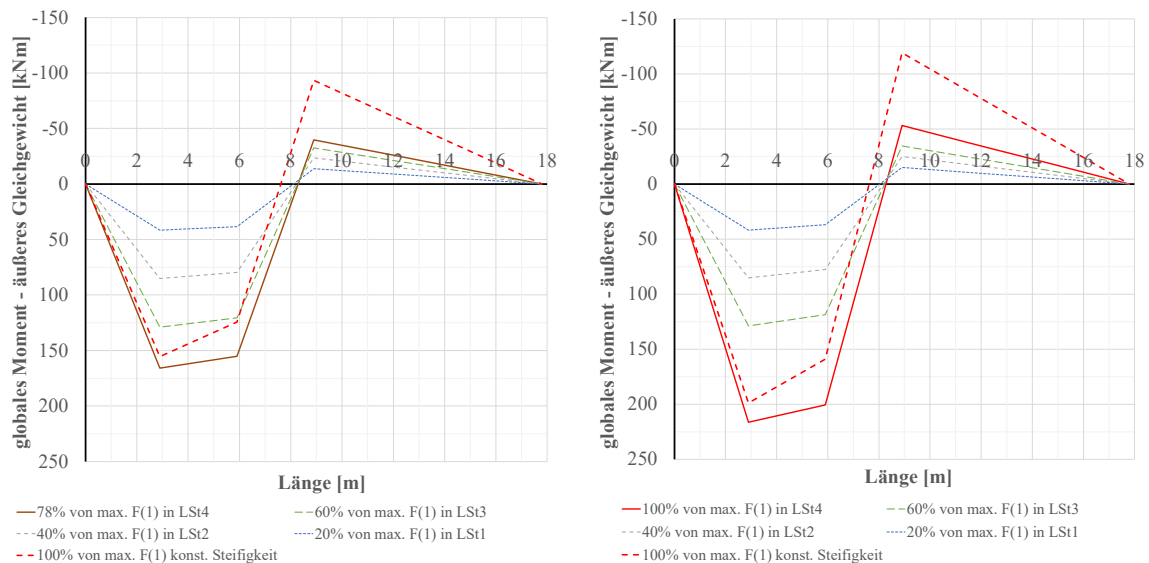 globales Moment - äußeres Gleichgewicht [kNm]
-150
-100
-50
0
50
100
150
200
250
0 2 4 6 8 10 12 14 16 18
Länge [m]
78% von max. F(1) in LSt4 60% von max. F(1) in LSt3
40% von max. F(1) in LSt2 20% von max. F(1) in LSt1
100% von max. F(1) konst. Steifigkeit
globales Moment - äußeres Gleichgewicht [kNm]
-150
-100
-50
0
50
100
150
200
250
0 2 4 6 8 10 12 14 16 18
Länge [m]
100% von max. F(1) in LSt4 60% von max. F(1) in LSt3
40% von max. F(1) in LSt2 20% von max. F(1) in LSt1
100% von max. F(1) konst. Steifigkeit